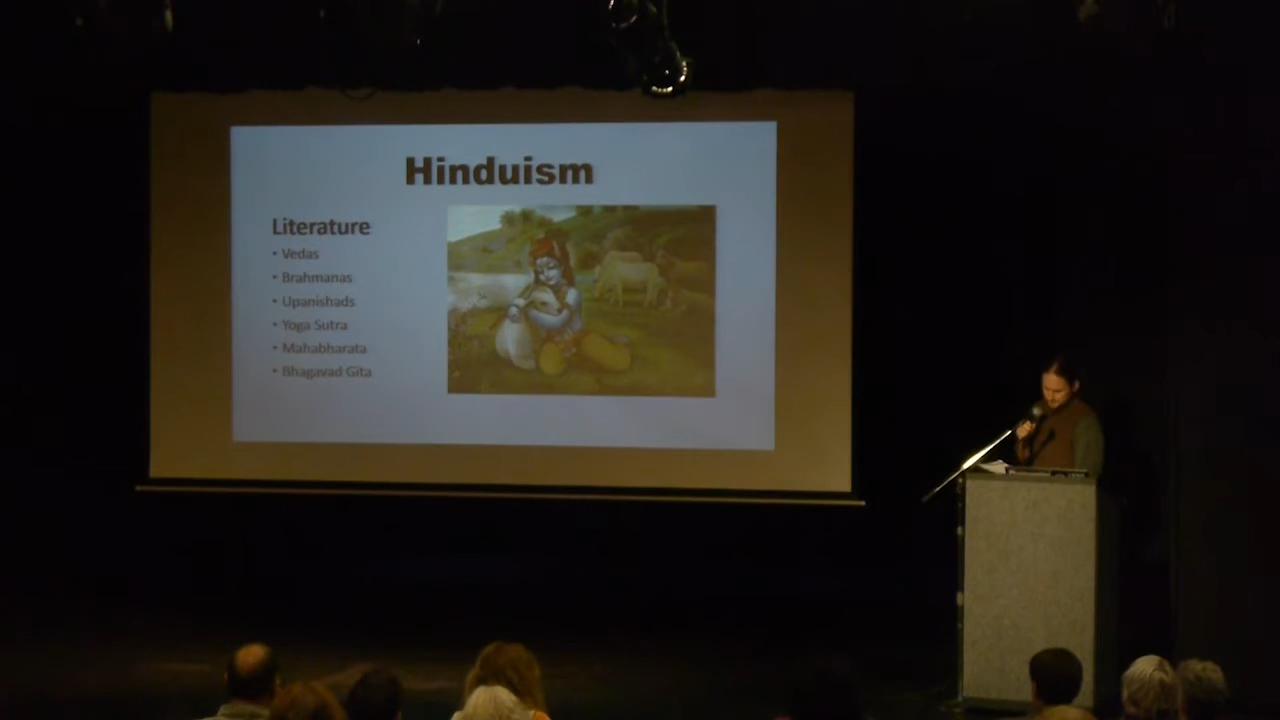 Hinduism
Literature
• Vedas
• Brahmanas
• Upanishads
• Yoga Sutra
• Mahabharata
• Bhagavad Gita